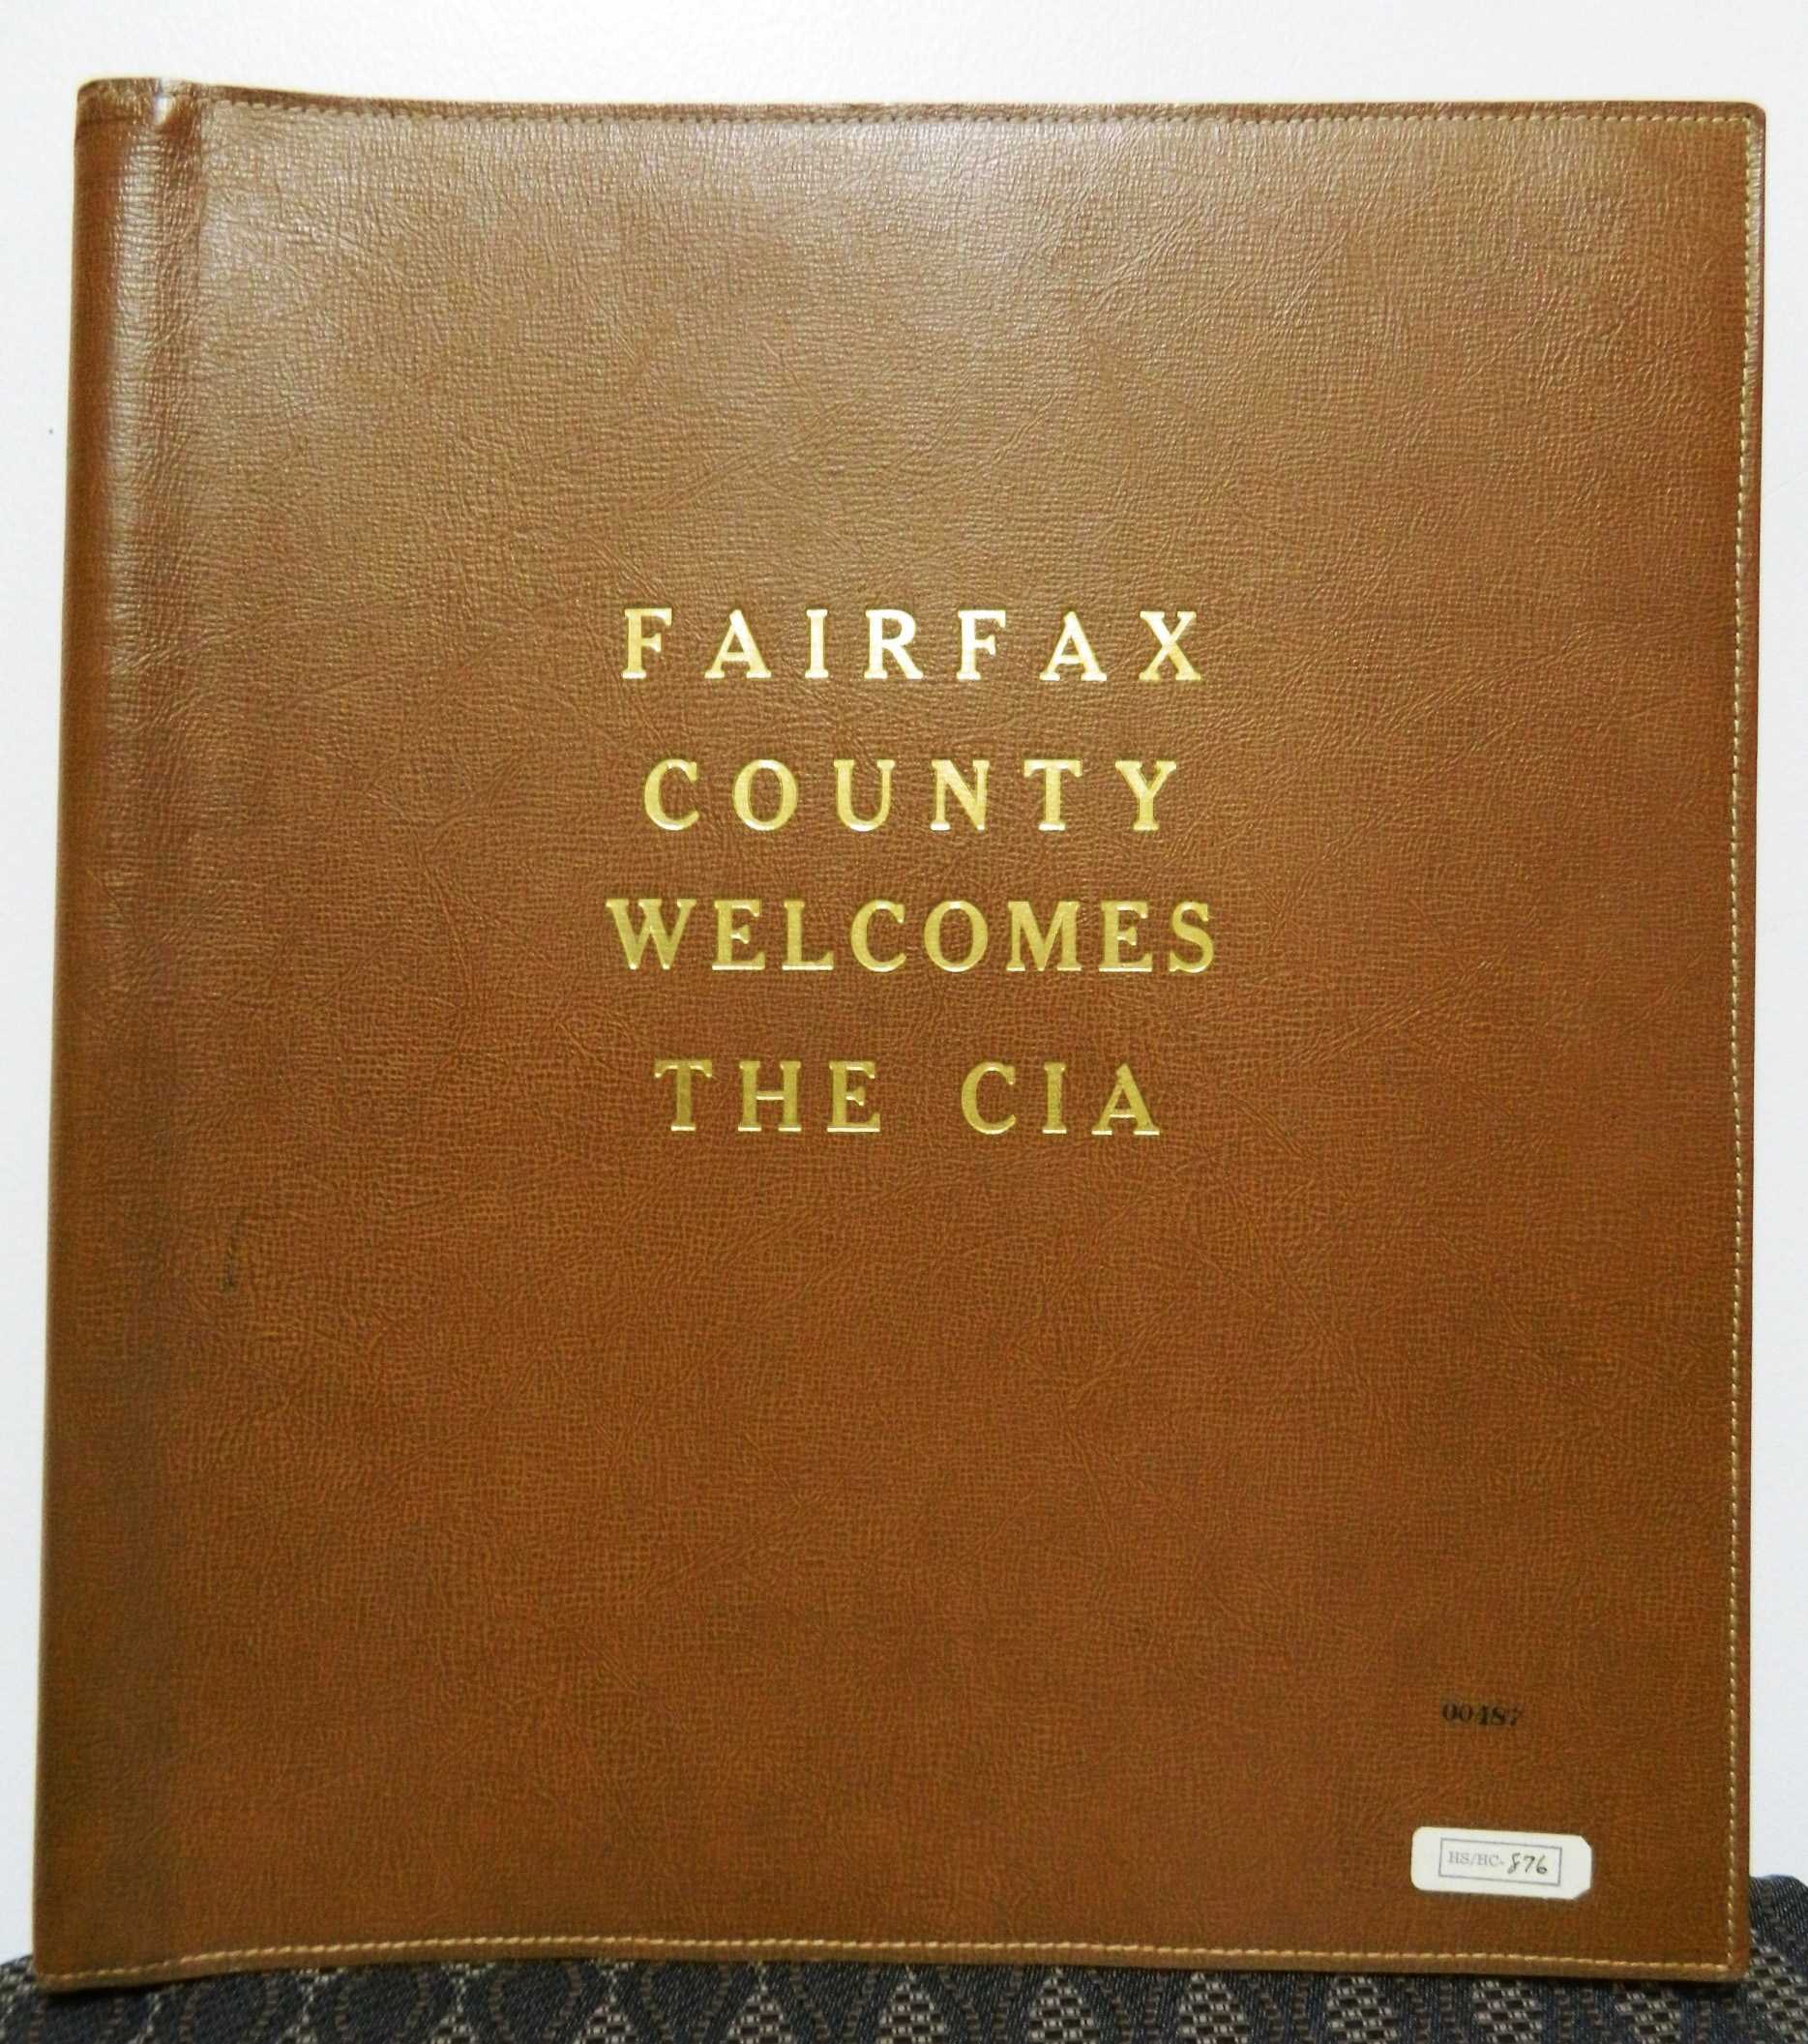 FAIRFAX
COUNTY
WELCOMES
THE CIA
00487
HS/HC-876